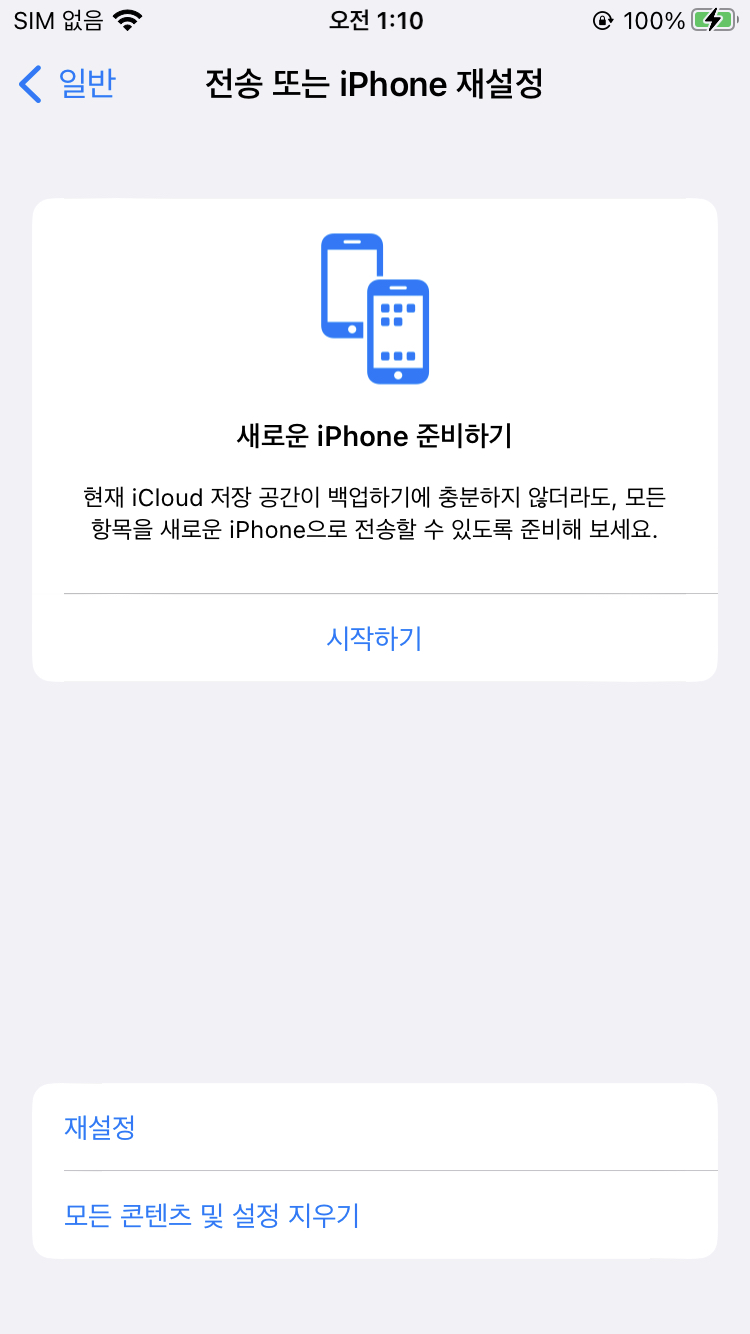 SIM 없음 오전 1:10 100%
일반 전송 또는 iPhone 재설정
새로운 iPhone 준비하기
현재 iCloud 저장 공간이 백업하기에 충분하지 않더라도, 모든
항목을 새로운 iPhone으로 전송할 수 있도록 준비해 보세요.
시작하기
재설정
모든 콘텐츠 및 설정 지우기